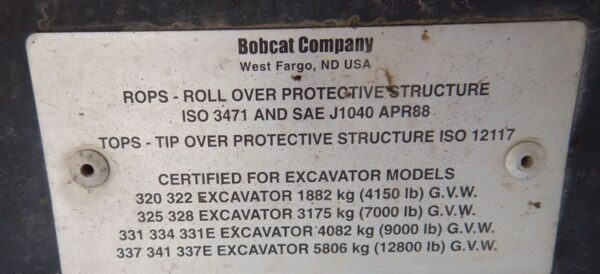 Bobcat Company
West Fargo, ND USA
ROPS - ROLL OVER PROTECTIVE STRUCTURE
ISO 3471 AND SAE J1040 APR88
TOPS - TIP OVER PROTECTIVE STRUCTURE ISO 12117
CERTIFIED FOR EXCAVATOR MODELS
320 322 EXCAVATOR 1882 kg (4150 lb) G.V.W.
325 328 EXCAVATOR 3175 kg (7000 lb) G.V.W.
331 334 331E EXCAVATOR 4082 kg (9000 lb) G.V.W.
337 341 337E EXCAVATOR 5806 kg (12800 lb) G.V.W.